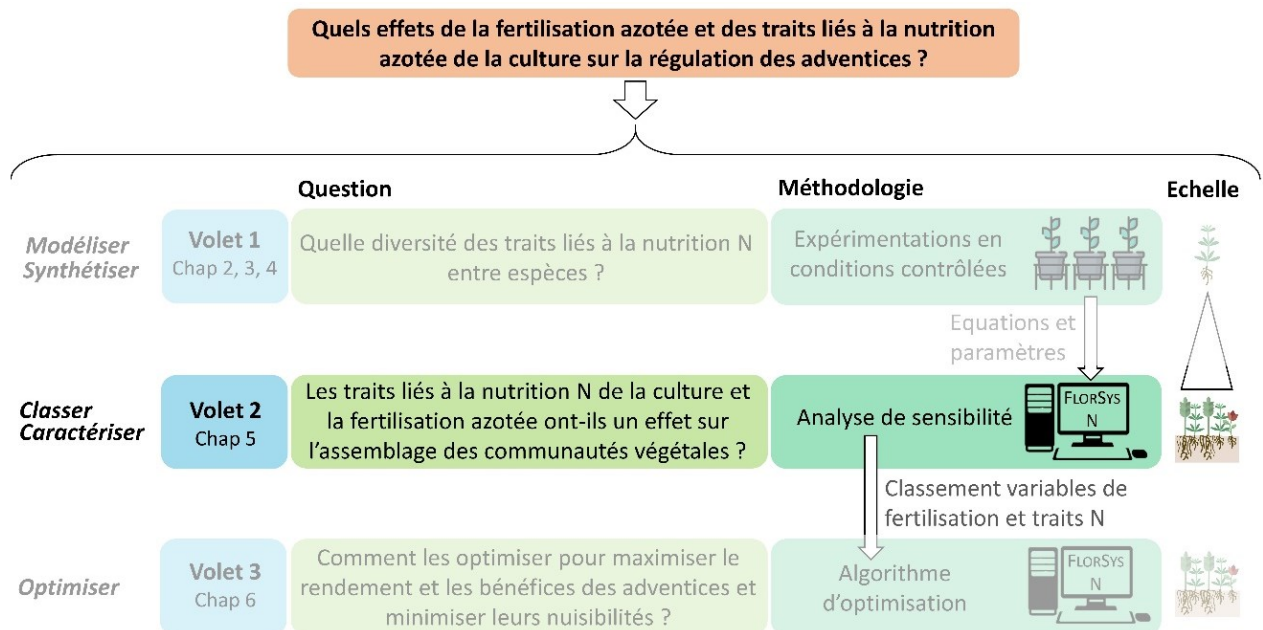 Quels effets de la fertilisation azotée et des traits liés à la nutrition
azotée de la culture sur la régulation des adventices ?
Question
Méthodologie
Echelle
Modéliser
Synthétiser
Volet 1
Chap 2, 3, 4
Quelle diversité des traits liés à la nutrition N
entre espèces ?
Expérimentations en
conditions contrôlées
Equations et
paramètres
Classer
Caractériser
Volet 2
Chap 5
Les traits liés à la nutrition N de la culture et
la fertilisation azotée ont-ils un effet sur
l’assemblage des communautés végétales ?
Analyse de sensibilité
FLORSYS
N
Classement variables de
fertilisation et traits N
Optimiser
Volet 3
Chap 6
Comment les optimiser pour maximiser le
rendement et les bénéfices des adventices et
minimiser leurs nuisibilités ?
Algorithme
d’optimisation
FLORSYS
N